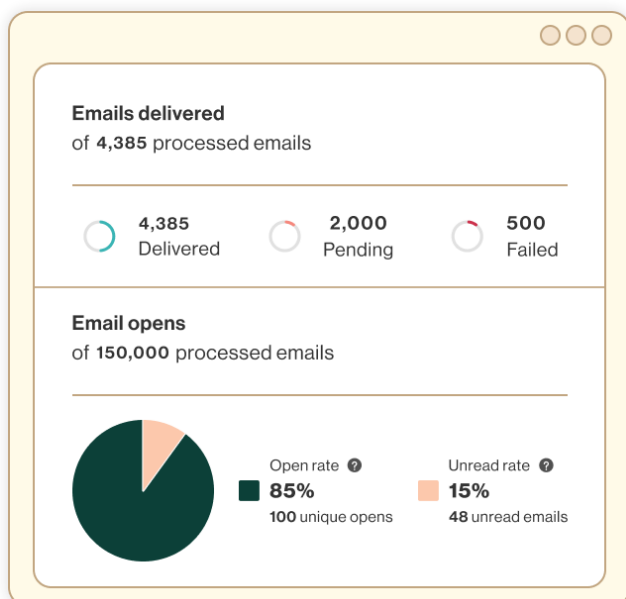 Emails delivered
of 4,385 processed emails
4,385
Delivered
2,000
Pending
500
Failed
Email opens
of 150,000 processed emails
Open rate ?
85%
100 unique opens
Unread rate ?
15%
48 unread emails